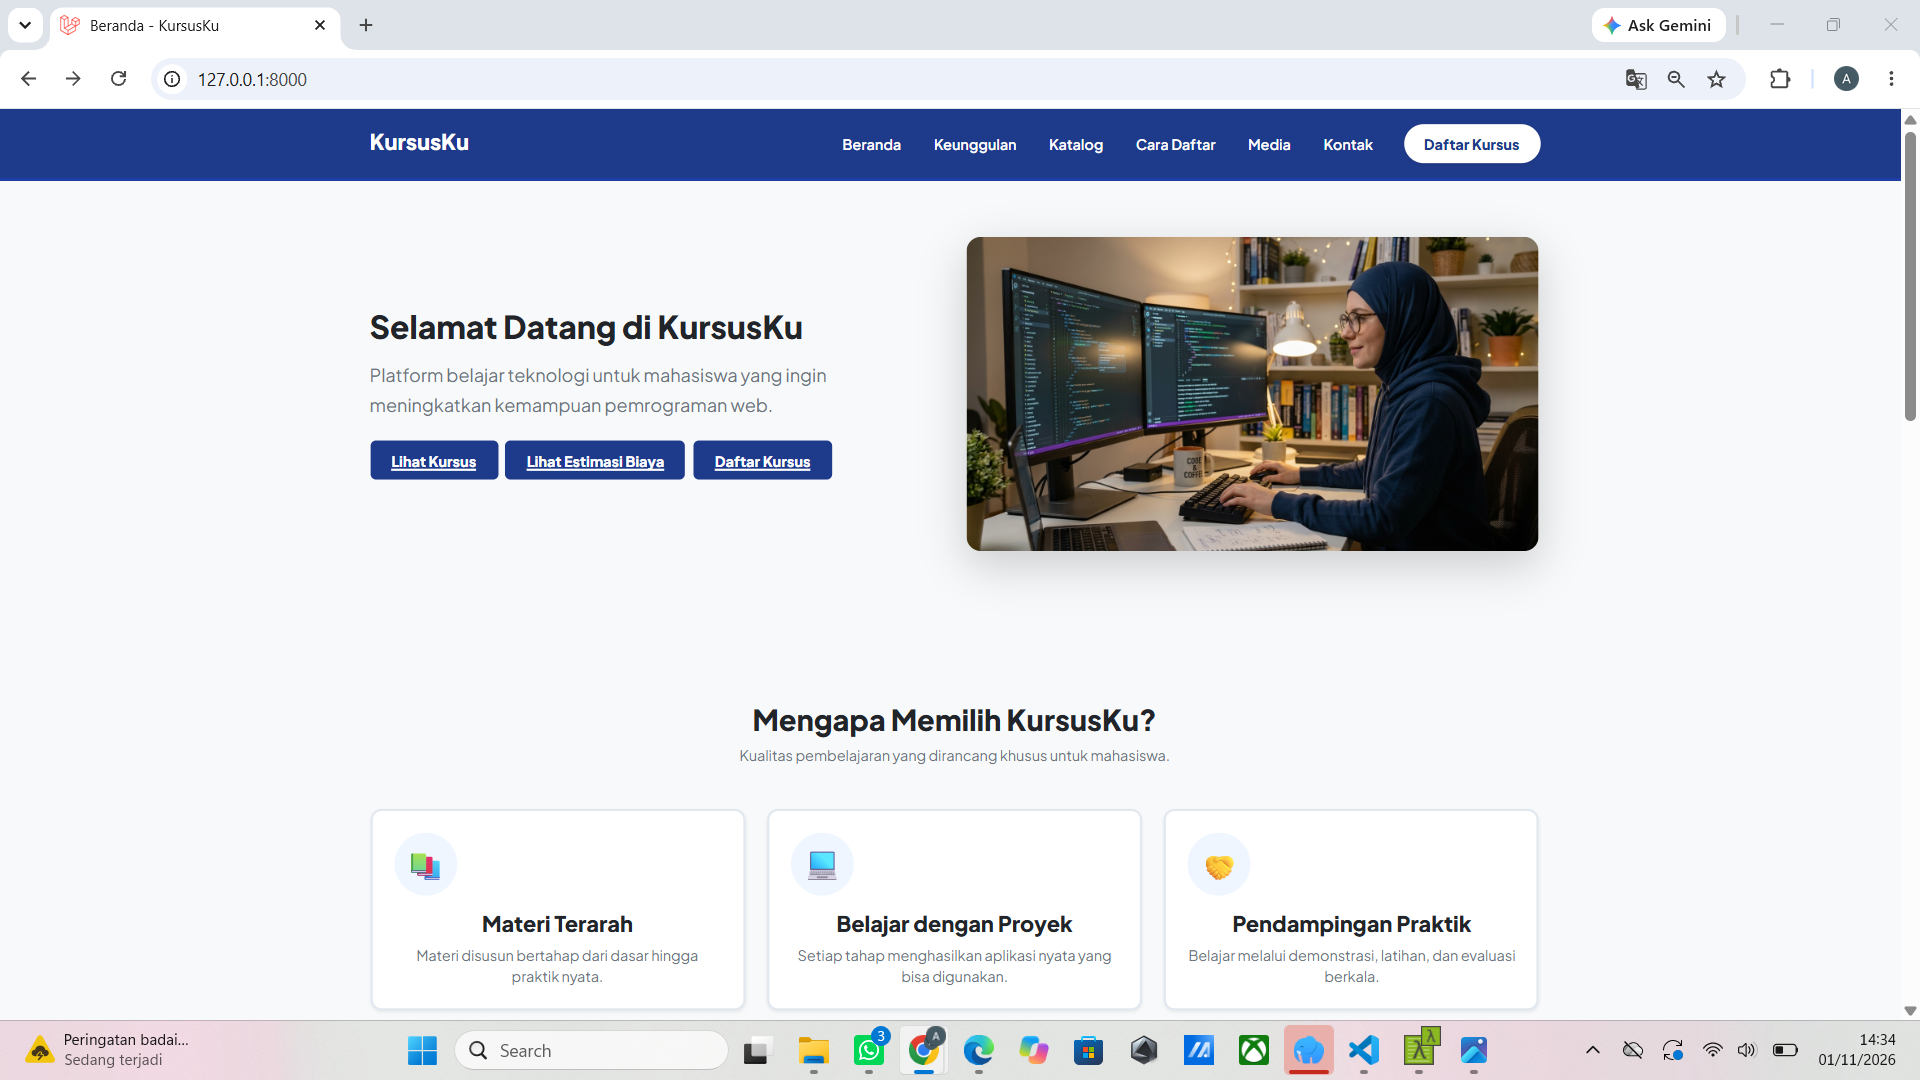 Beranda - KursusKu
Ask Gemini
127.0.0.1:8000
A
KursusKu
Beranda
Keunggulan
Katalog
Cara Daftar
Media
Kontak
Daftar Kursus
Selamat Datang di KursusKu
Platform belajar teknologi untuk mahasiswa yang ingin
meningkatkan kemampuan pemrograman web.
Lihat Kursus
Lihat Estimasi Biaya
Daftar Kursus
CODE
&
COFFEE
Mengapa Memilih KursusKu?
Kualitas pembelajaran yang dirancang khusus untuk mahasiswa.
Materi Terarah
Materi disusun bertahap dari dasar hingga
praktik nyata.
Belajar dengan Proyek
Setiap tahap menghasilkan aplikasi nyata yang
bisa digunakan.
Pendampingan Praktik
Belajar melalui demonstrasi, latihan, dan evaluasi
berkala.
Peringatan badai...
Sedang terjadi
Search
3
A
14:34
01/11/2026